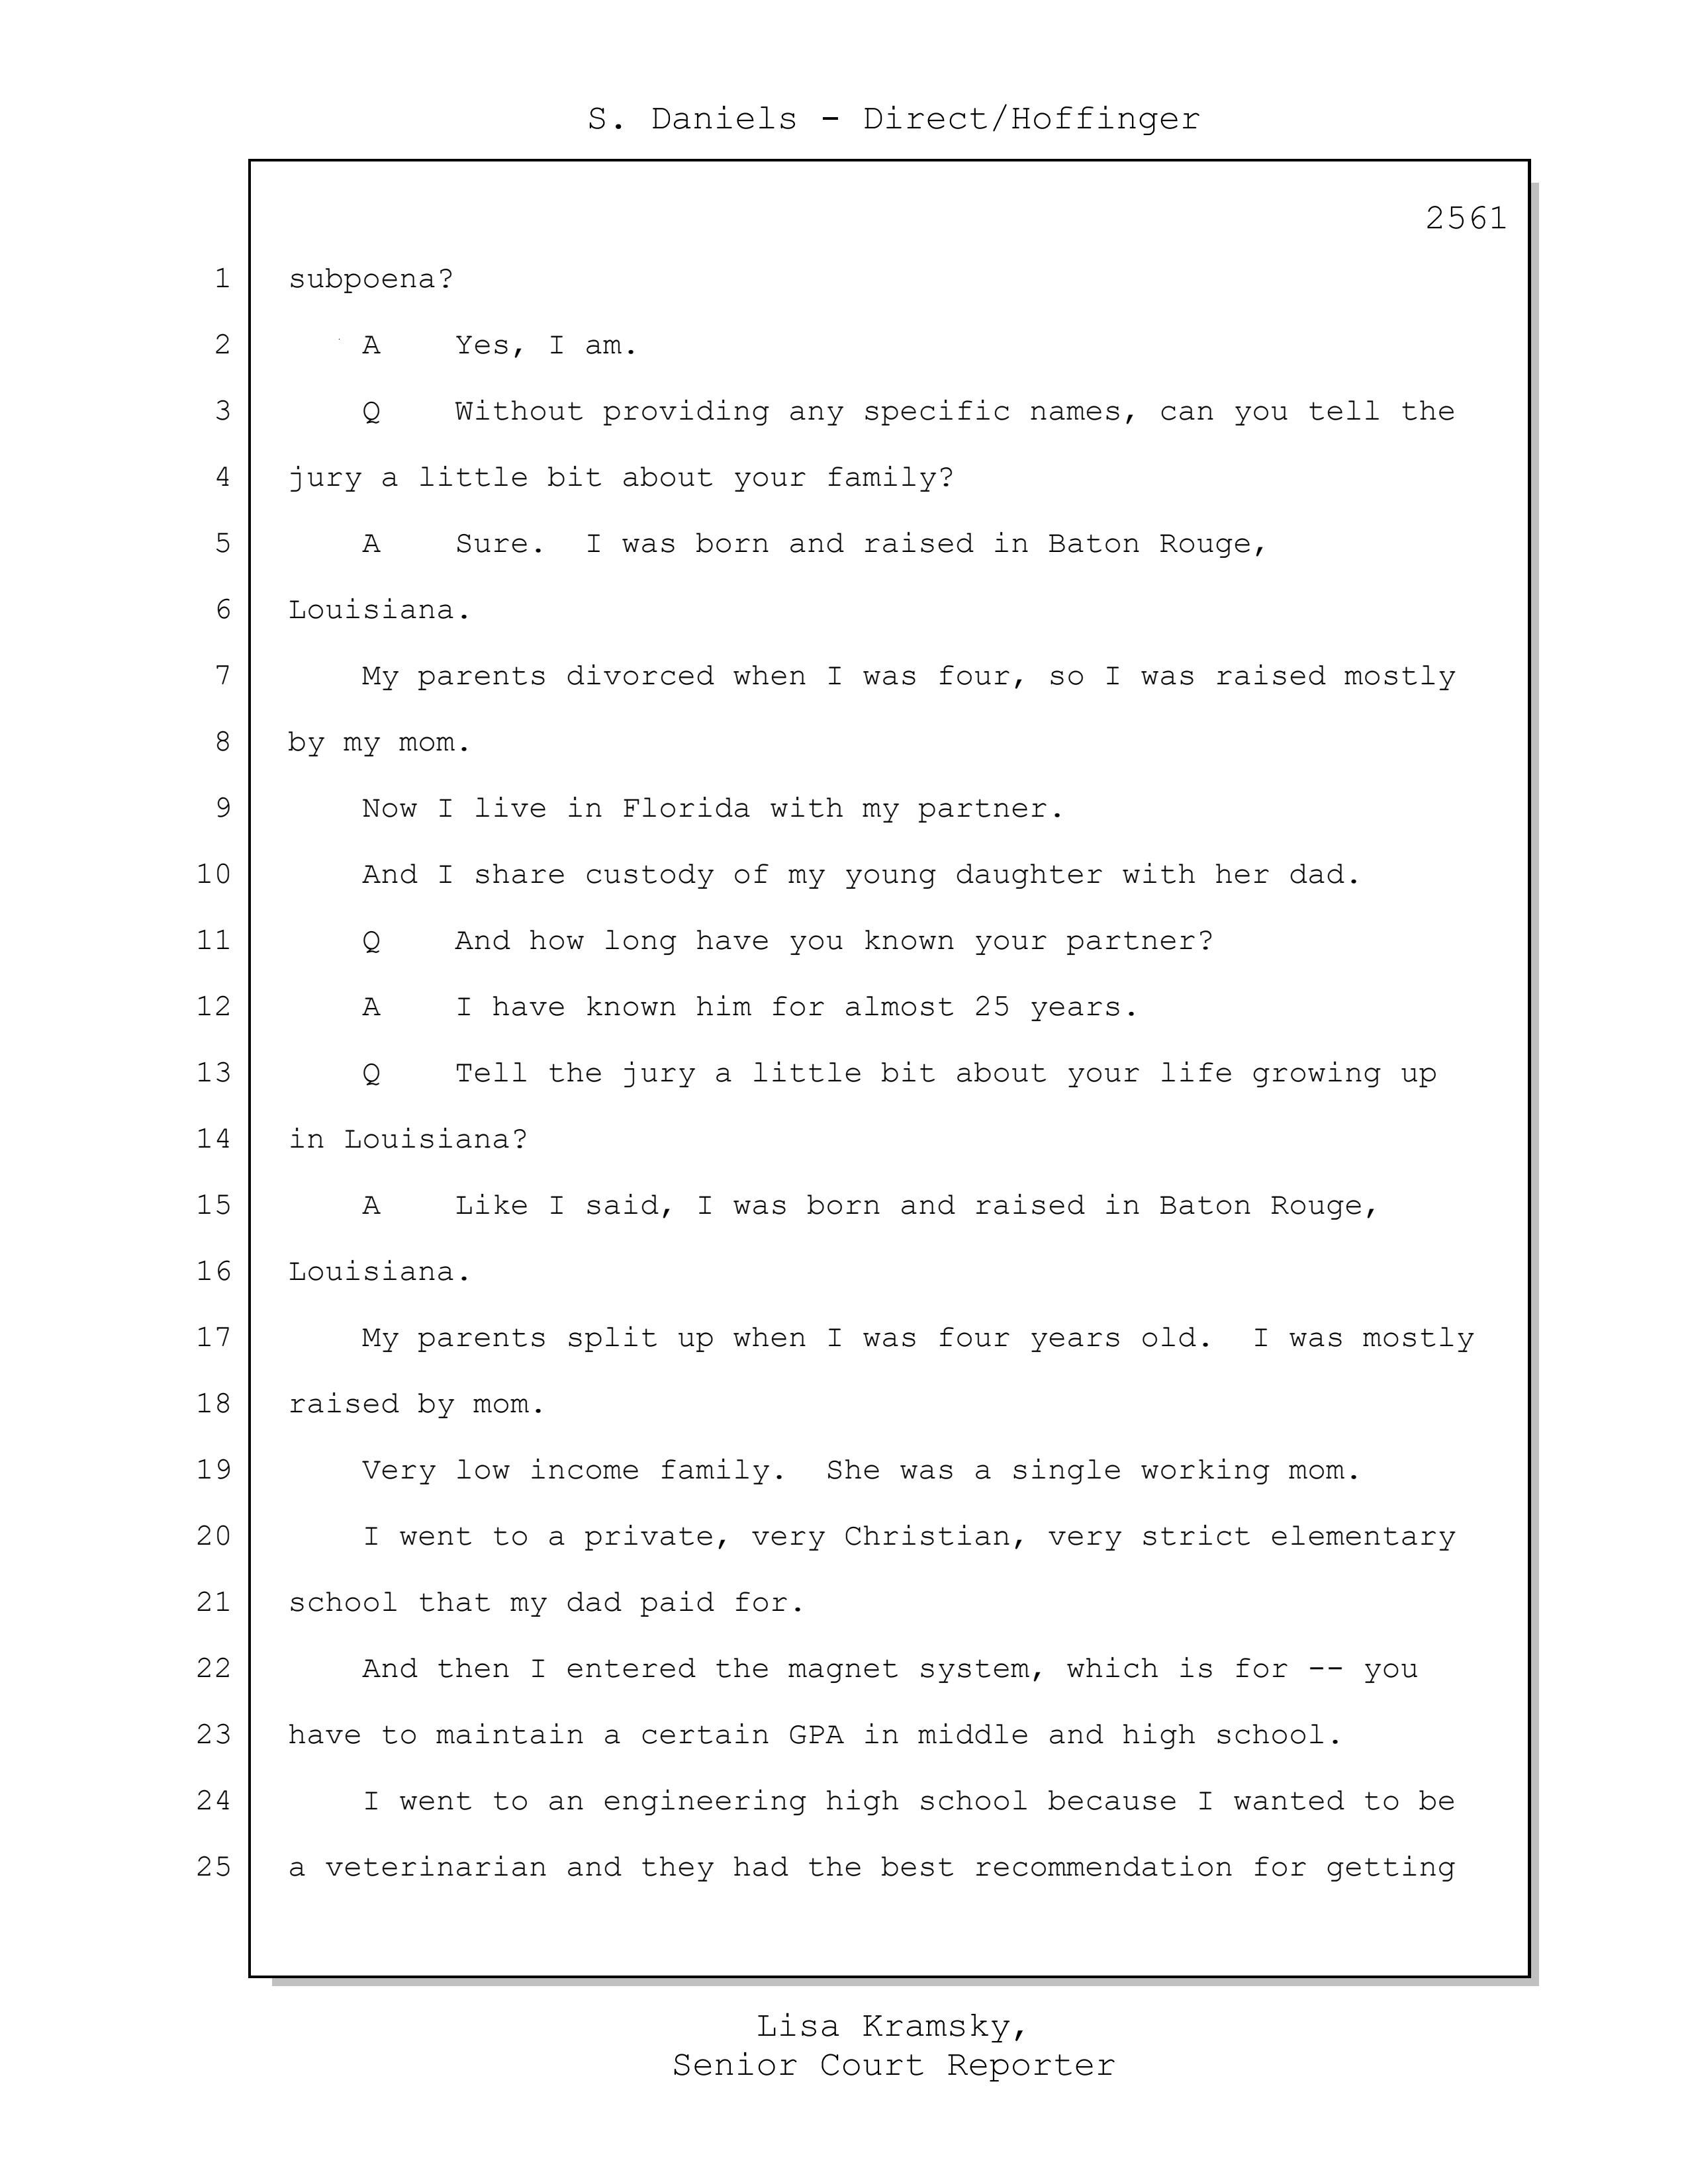 S. Daniels - Direct/Hoffinger
2561
1 subpoena?
2 A Yes, I am.
3 Q Without providing any specific names, can you tell the
4 jury a little bit about your family?
5 A Sure. I was born and raised in Baton Rouge,
6 Louisiana.
7 My parents divorced when I was four, so I was raised mostly
8 by my mom.
9 Now I live in Florida with my partner.
10 And I share custody of my young daughter with her dad.
11 Q And how long have you known your partner?
12 A I have known him for almost 25 years.
13 Q Tell the jury a little bit about your life growing up
14 in Louisiana?
15 A Like I said, I was born and raised in Baton Rouge,
16 Louisiana.
17 My parents split up when I was four years old. I was mostly
18 raised by mom.
19 Very low income family. She was a single working mom.
20 I went to a private, very Christian, very strict elementary
21 school that my dad paid for.
22 And then I entered the magnet system, which is for -- you
23 have to maintain a certain GPA in middle and high school.
24 I went to an engineering high school because I wanted to be
25 a veterinarian and they had the best recommendation for getting
Lisa Kramsky,
Senior Court Reporter